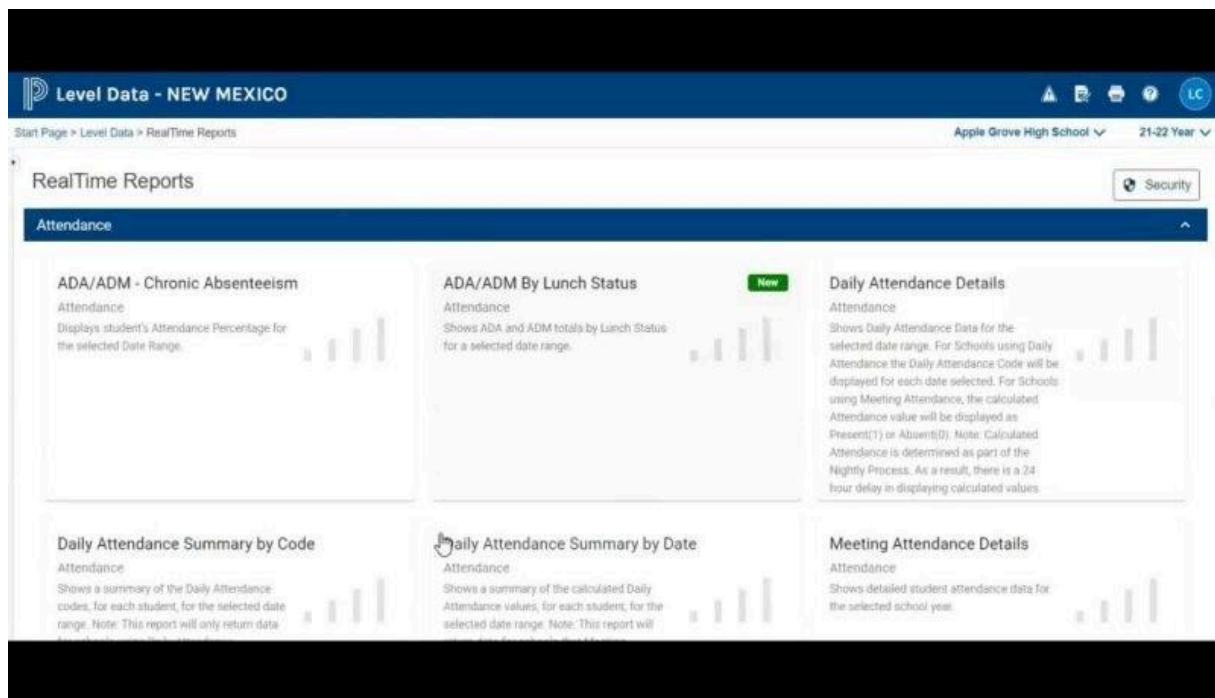 Level Data - NEW MEXICO
LC
Start Page > Level Data > RealTime Reports
Apple Grove High School
21-22 Year
RealTime Reports
Security
Attendance
ADA/ADM - Chronic Absenteeism
Attendance
Displays student's Attendance Percentage for
the selected Date Range.
ADA/ADM By Lunch Status
New
Attendance
Shows ADA and ADM totals by Lunch Status
for a selected date range.
Daily Attendance Details
Attendance
Shows Daily Attendance Data for the
selected date range. For Schools using Daily
Attendance the Daily Attendance Code will be
displayed for each date selected. For Schools
using Meeting Attendance, the calculated
Attendance value will be displayed as
Present(1) or Absent(0). Note: Calculated
Attendance is determined as part of the
Nightly Process. As a result, there is a 24
hour delay in displaying calculated values.
Daily Attendance Summary by Code
Attendance
Shows a summary of the Daily Attendance
codes, for each student, for the selected date
range. Note: This report will only return data
Daily Attendance Summary by Date
Attendance
Shows a summary of the calculated Daily
Attendance values, for each student, for the
selected date range. Note: This report will
Meeting Attendance Details
Attendance
Shows detailed student attendance data for
the selected school year.